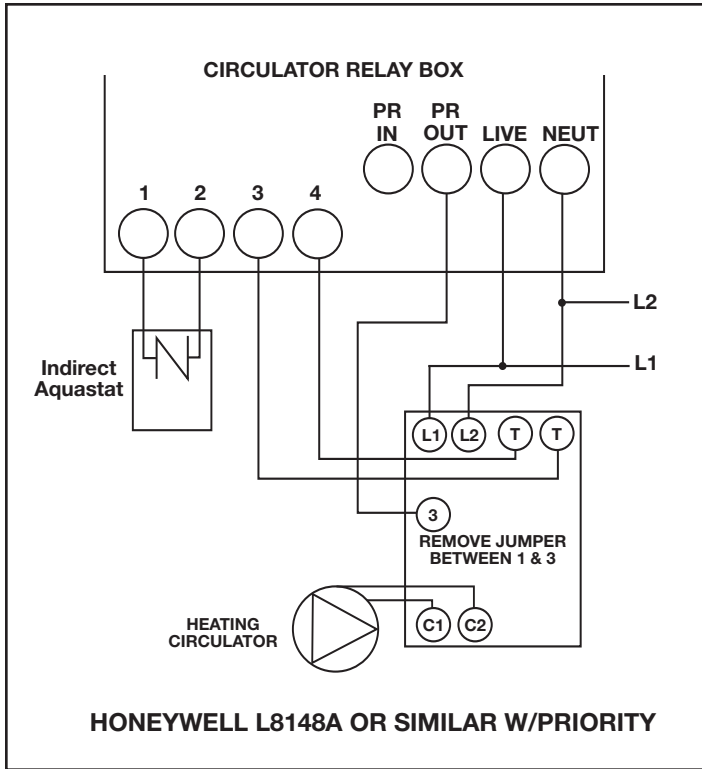 CIRCULATOR RELAY BOX
PR
IN
PR
OUT
LIVE
NEUT
1
2
3
4
L2
L1
Indirect
Aquastat
L1
L2
T
T
3
REMOVE JUMPER
BETWEEN 1 & 3
HEATING
CIRCULATOR
C1
C2
HONEYWELL L8148A OR SIMILAR W/PRIORITY